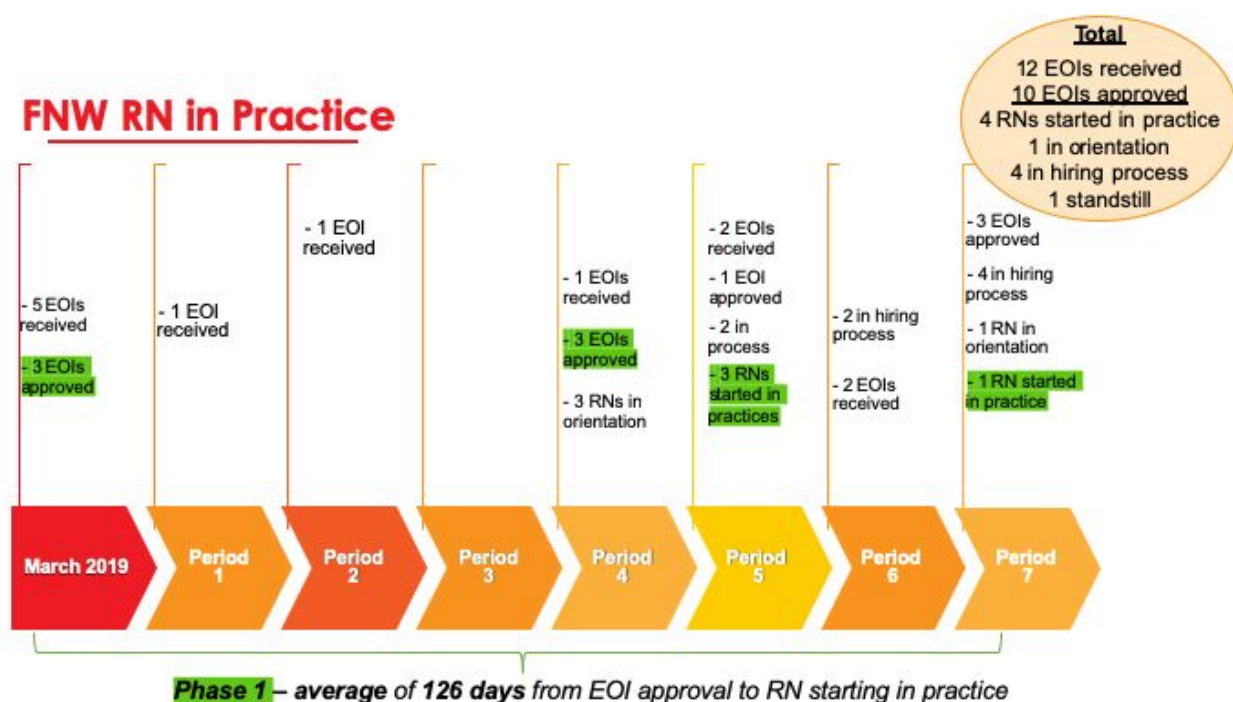 Total
12 EOIs received
10 EOIs approved
4 RNs started in practice
1 in orientation
4 in hiring process
1 standstill
FNW RN in Practice
- 5 EOIs
received
- 3 EOIs
approved
- 1 EOI
received
- 1 EOI
received
- 1 EOIs
received
- 3 EOIs
approved
- 3 RNs in
orientation
- 2 EOIs
received
- 1 EOI
approved
- 2 in
process
- 3 RNs
started in
practices
- 2 in hiring
process
- 2 EOIs
received
- 3 EOIs
approved
- 4 in hiring
process
- 1 RN in
orientation
- 1 RN started
in practice
March 2019
Period
1
Period
2
Period
3
Period
4
Period
5
Period
6
Period
7
Phase 1 – average of 126 days from EOI approval to RN starting in practice